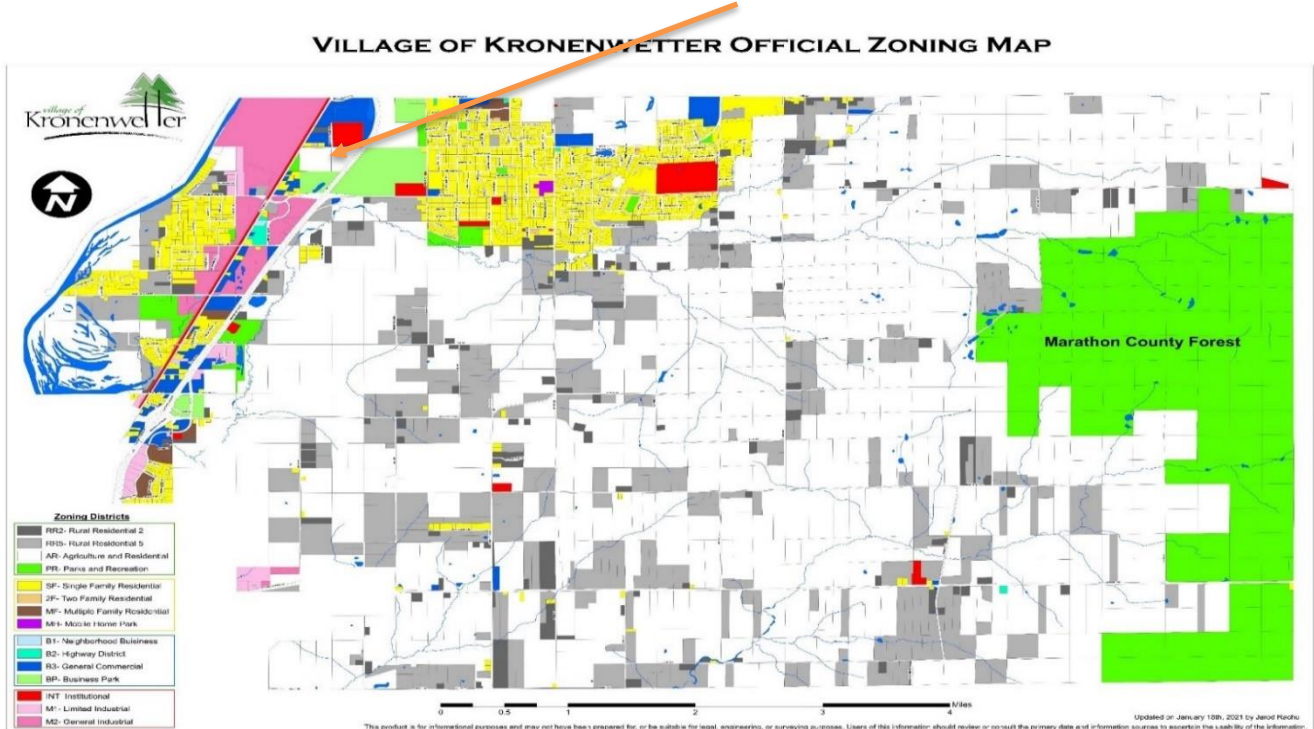 VILLAGE OF KRONENWETTER OFFICIAL ZONING MAP
village of
Kronenwetter
N
Marathon County Forest
Zoning Districts
RR2- Rural Residential 2
RR5- Rural Residential 5
AR- Agriculture and Residential
PR- Parks and Recreation
SF- Single Family Residential
2F- Two Family Residential
MF- Multiple Family Residential
MH- Mobile Home Park
B1- Neighborhood Buisiness
B2- Highway District
B3- General Commercial
BP- Business Park
INT Institutional
M1- Limited Industrial
M2- General Industrial
0 0.5 1 2 3 4 Miles
Updated on January 18th, 2021 by Jarod Rachu
This product is for informational purposes and may not have been prepared for, or be suitable for legal, engineering, or surveying purposes. Users of this information should review or consult the primary data and information sources to ascertain the usability of the information.